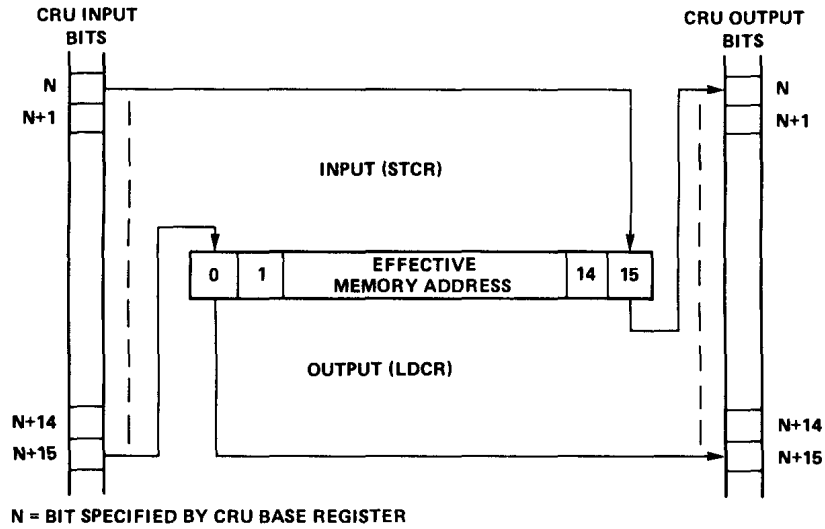 CRU INPUT
BITS
CRU OUTPUT
BITS
N
N
N+1
N+1
INPUT (STCR)
0
1
EFFECTIVE
MEMORY ADDRESS
14
15
OUTPUT (LDCR)
N+14
N+14
N+15
N+15
N = BIT SPECIFIED BY CRU BASE REGISTER